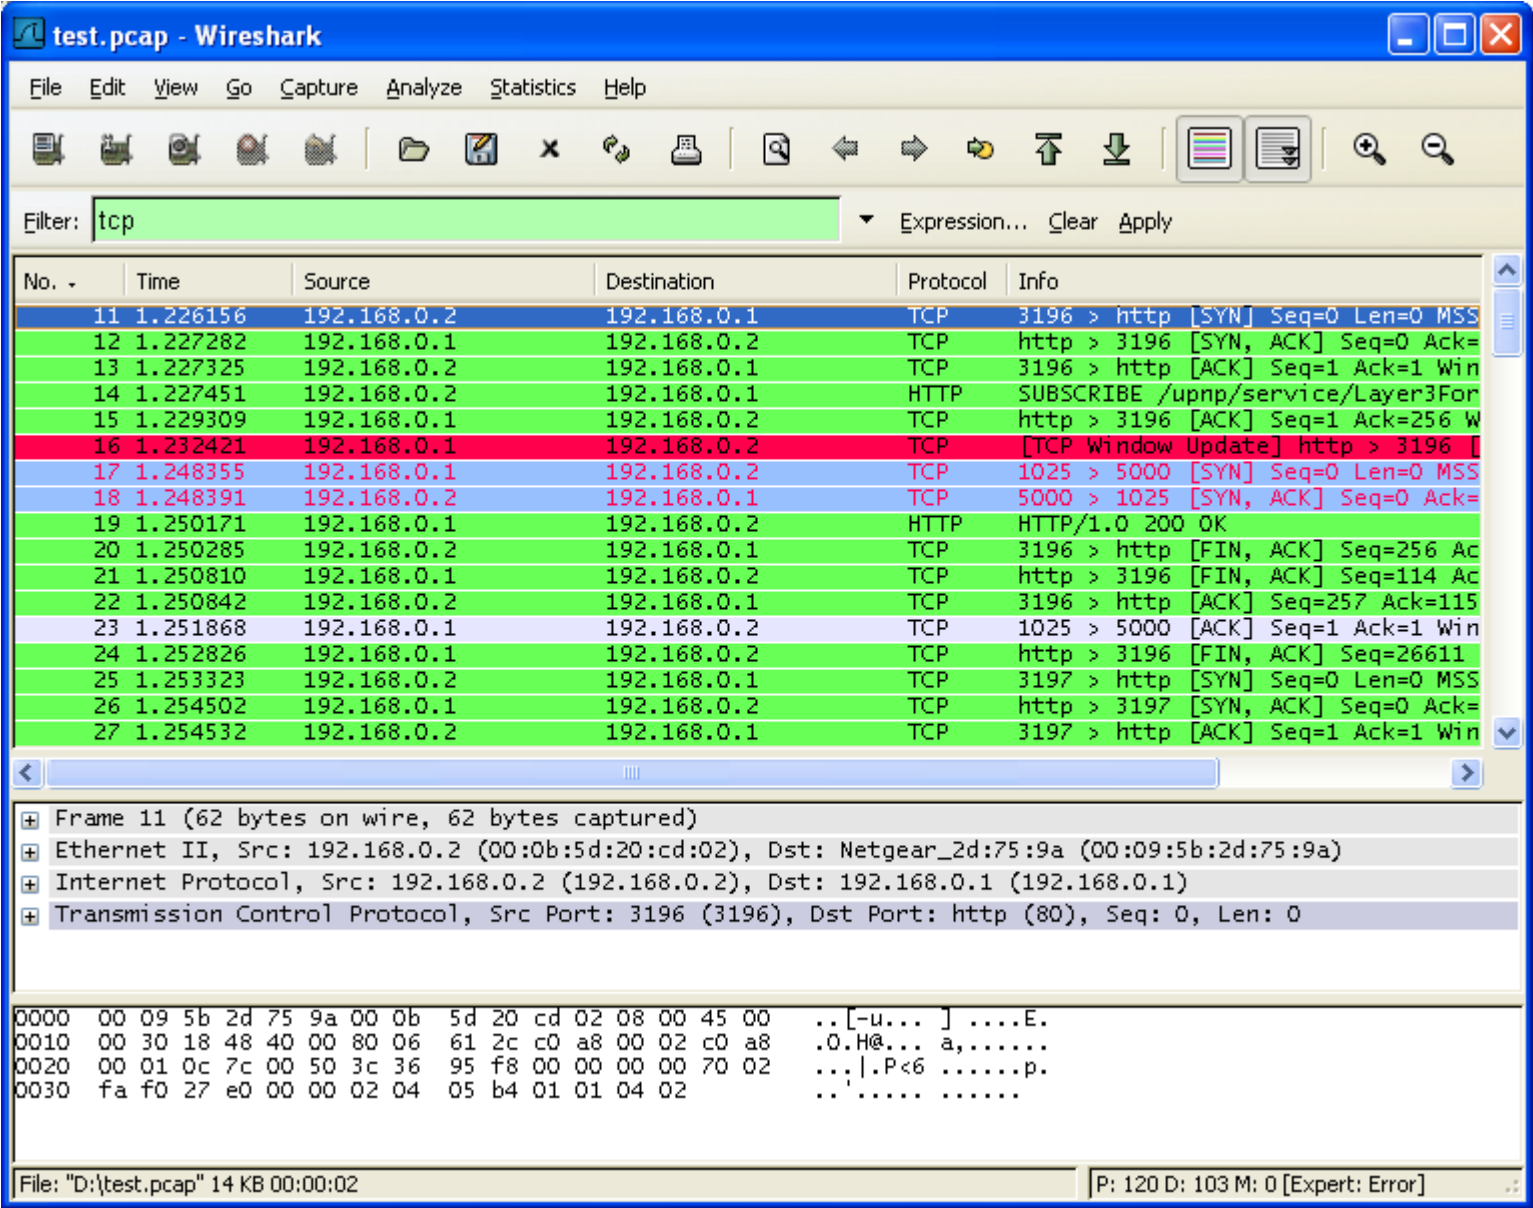 test.pcap - Wireshark
File Edit View Go Capture Analyze Statistics Help
Filter: tcp Expression... Clear Apply
No. Time Source Destination Protocol Info
11 1.226156 192.168.0.2 192.168.0.1 TCP 3196 > http [SYN] Seq=0 Len=0 MSS
12 1.227282 192.168.0.1 192.168.0.2 TCP http > 3196 [SYN, ACK] Seq=0 Ack=
13 1.227325 192.168.0.2 192.168.0.1 TCP 3196 > http [ACK] Seq=1 Ack=1 Win
14 1.227451 192.168.0.2 192.168.0.1 HTTP SUBSCRIBE /upnp/service/Layer3For
15 1.229309 192.168.0.1 192.168.0.2 TCP http > 3196 [ACK] Seq=1 Ack=256 W
16 1.232421 192.168.0.1 192.168.0.2 TCP [TCP Window Update] http > 3196 [
17 1.248355 192.168.0.1 192.168.0.2 TCP 1025 > 5000 [SYN] Seq=0 Len=0 MSS
18 1.248391 192.168.0.2 192.168.0.1 TCP 5000 > 1025 [SYN, ACK] Seq=0 Ack=
19 1.250171 192.168.0.1 192.168.0.2 HTTP HTTP/1.0 200 OK
20 1.250285 192.168.0.2 192.168.0.1 TCP 3196 > http [FIN, ACK] Seq=256 Ac
21 1.250810 192.168.0.1 192.168.0.2 TCP http > 3196 [FIN, ACK] Seq=114 Ac
22 1.250842 192.168.0.2 192.168.0.1 TCP 3196 > http [ACK] Seq=257 Ack=115
23 1.251868 192.168.0.1 192.168.0.2 TCP 1025 > 5000 [ACK] Seq=1 Ack=1 Win
24 1.252826 192.168.0.1 192.168.0.2 TCP http > 3196 [FIN, ACK] Seq=26611
25 1.253323 192.168.0.2 192.168.0.1 TCP 3197 > http [SYN] Seq=0 Len=0 MSS
26 1.254502 192.168.0.1 192.168.0.2 TCP http > 3197 [SYN, ACK] Seq=0 Ack=
27 1.254532 192.168.0.2 192.168.0.1 TCP 3197 > http [ACK] Seq=1 Ack=1 Win
Frame 11 (62 bytes on wire, 62 bytes captured)
Ethernet II, Src: 192.168.0.2 (00:0b:5d:20:cd:02), Dst: Netgear_2d:75:9a (00:09:5b:2d:75:9a)
Internet Protocol, Src: 192.168.0.2 (192.168.0.2), Dst: 192.168.0.1 (192.168.0.1)
Transmission Control Protocol, Src Port: 3196 (3196), Dst Port: http (80), Seq: 0, Len: 0
0000 00 09 5b 2d 75 9a 00 0b 5d 20 cd 02 08 00 45 00 ..[-u... ] ....E.
0010 00 30 18 48 40 00 80 06 61 2c c0 a8 00 02 c0 a8 .0.H@... a,......
0020 00 01 0c 7c 00 50 3c 36 95 f8 00 00 00 00 70 02 ...|.P<6 ......p.
0030 fa f0 27 e0 00 00 02 04 05 b4 01 01 04 02 ..'..... ......
File: "D:\test.pcap" 14 KB 00:00:02 P: 120 D: 103 M: 0 [Expert: Error]